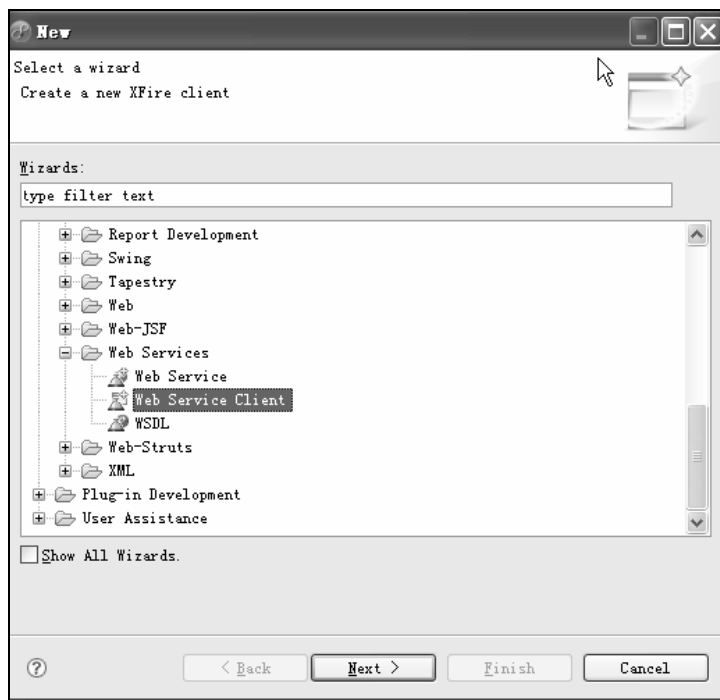 New
Select a wizard
Create a new XFire client
Wizards:
type filter text
Report Development
Swing
Tapestry
Web
Web-JSF
Web Services
Web Service
Web Service Client
WSDL
Web-Struts
XML
Plug-in Development
User Assistance
Show All Wizards.
? < Back Next > Finish Cancel